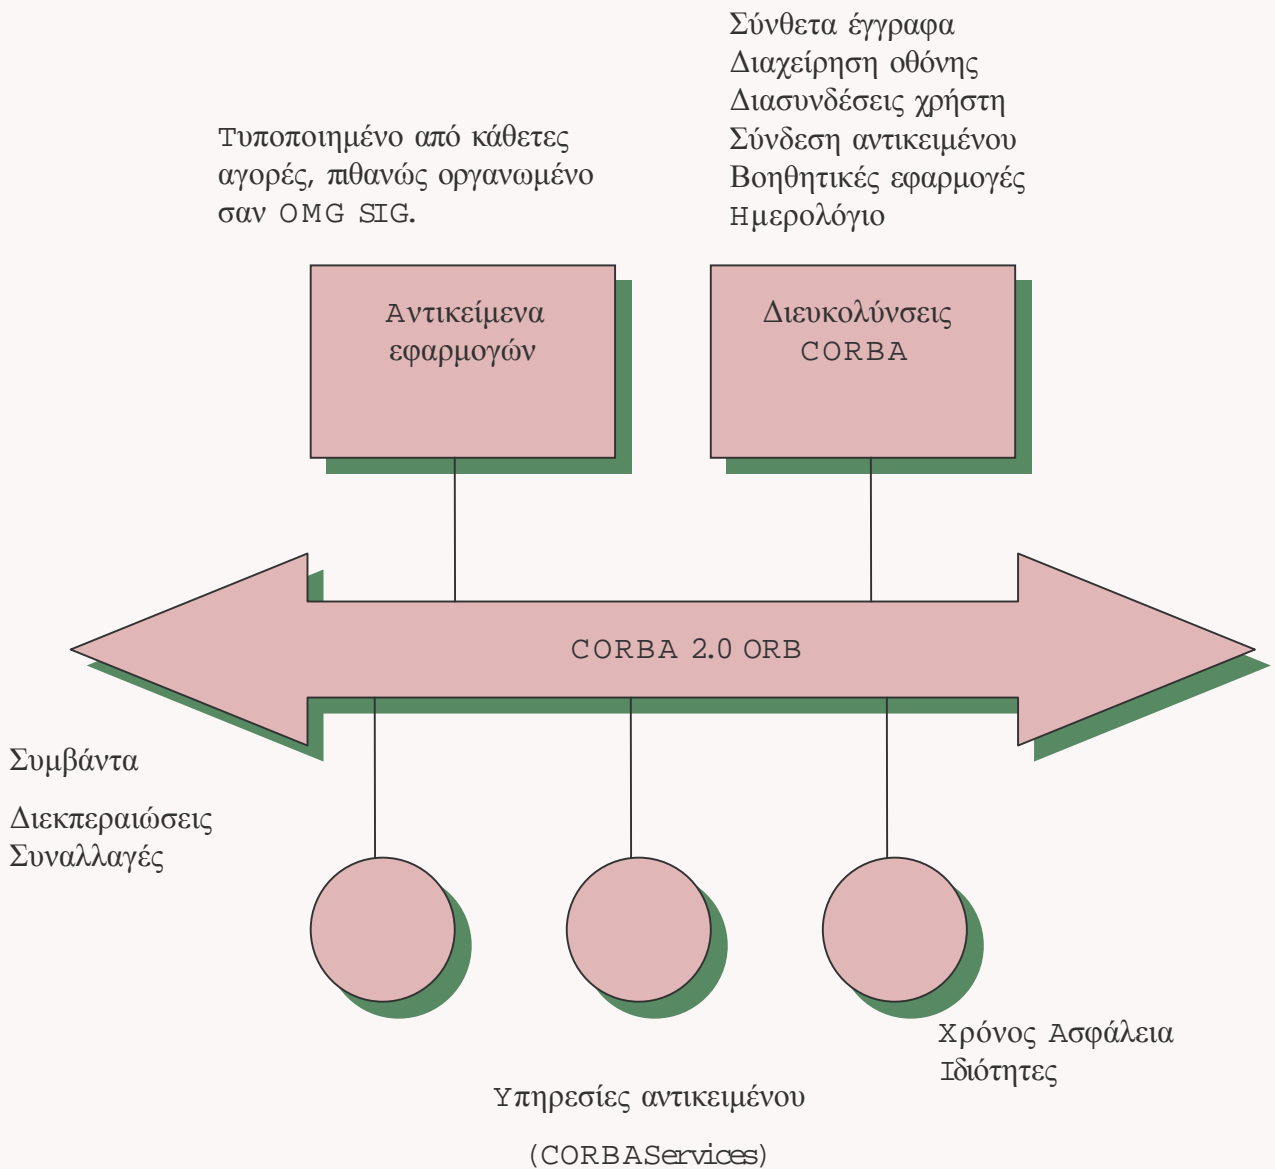 Σύνθετα έγγραφα
Διαχείρηση οθόνης
Διασυνδέσεις χρήστη
Σύνδεση αντικειμένου
Βοηθητικές εφαρμογές
Ημερολόγιο
Τυποποιημένο από κάθετες
αγορές, πιθανώς οργανωμένο
σαν OMG SIG.
Αντικείμενα
εφαρμογών
Διευκολύνσεις
CORBA
CORBA 2.0 ORB
Συμβάντα
Διεκπεραιώσεις
Συναλλαγές
Χρόνος Ασφάλεια
Ιδιότητες
Υπηρεσίες αντικειμένου
(CORBAServices)